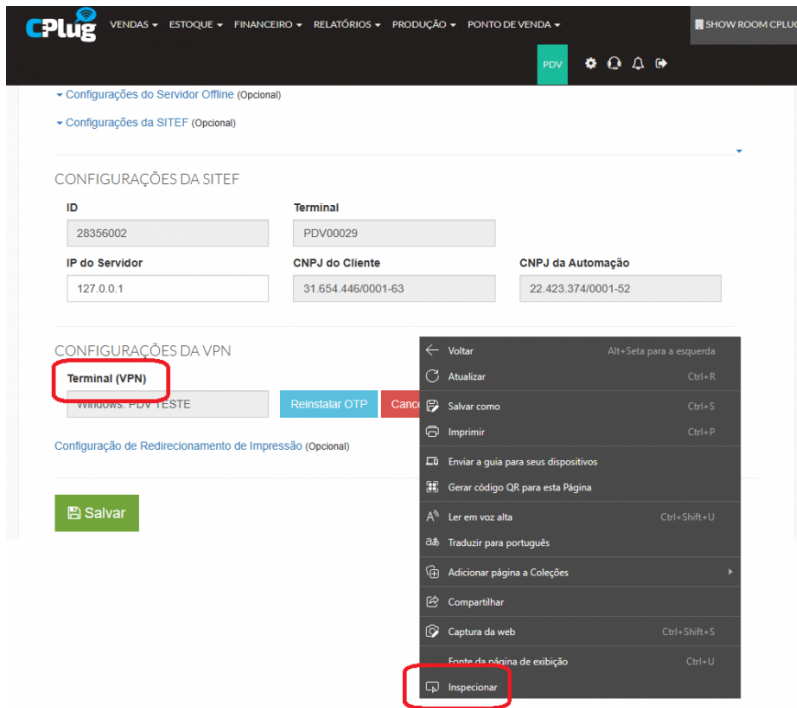 CPlug VENDAS ESTOQUE FINANCEIRO RELATÓRIOS PRODUÇÃO PONTO DE VENDA SHOW ROOM CPLUG
PDV
Configurações do Servidor Offline (Opcional)
Configurações da SITEF (Opcional)
CONFIGURAÇÕES DA SITEF
ID Terminal
28356002 PDV00029
IP do Servidor CNPJ do Cliente CNPJ da Automação
127.0.0.1 31.654.446/0001-63 22.423.374/0001-52
CONFIGURAÇÕES DA VPN
Terminal (VPN)
Windows: PDV TESTE Reinstalar OTP
Configuração de Redirecionamento de Impressão (Opcional)
Salvar
Voltar Alt+Seta para a esquerda
Atualizar Ctrl+R
Salvar como Ctrl+S
Imprimir Ctrl+P
Enviar a guia para seus dispositivos
Gerar código QR para esta Página
Ler em voz alta Ctrl+Shift+U
Traduzir para português
Adicionar página a Coleções
Compartilhar
Captura da web Ctrl+Shift+S
Fonte da página de exibição Ctrl+U
Inspecionar